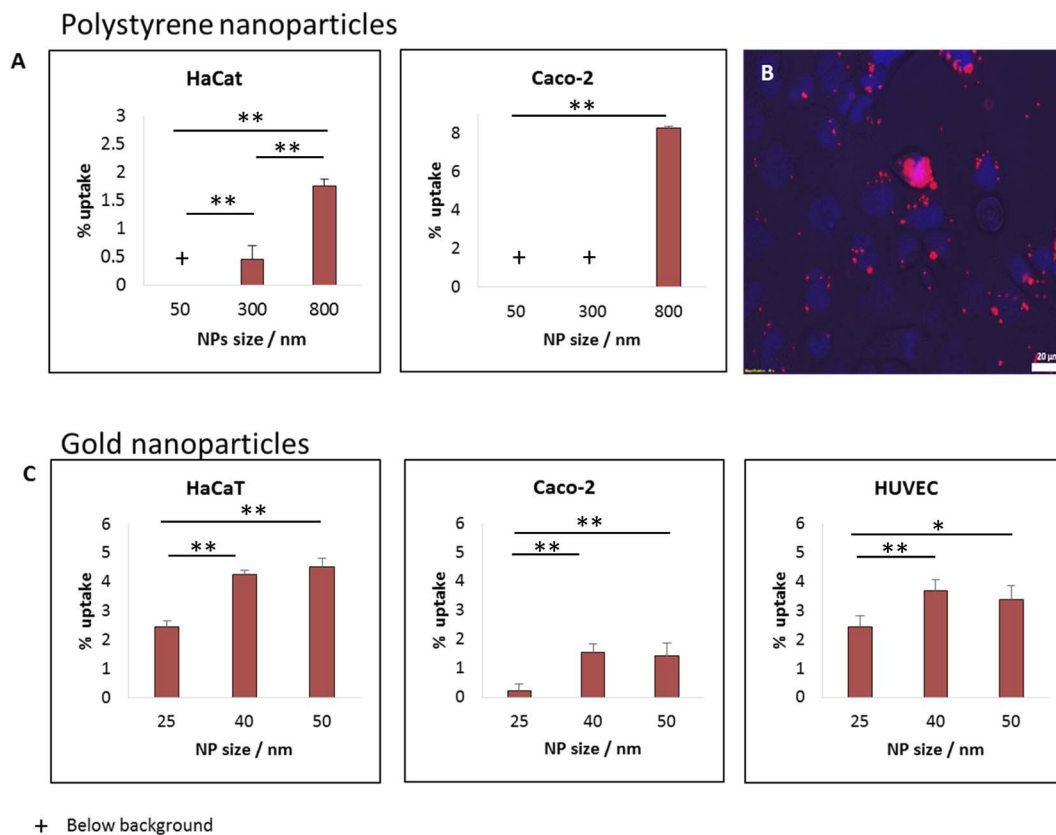 Polystyrene nanoparticles
A
HaCat
3
2.5
2
1.5
1
0.5
0
% uptake
**
**
**
+
50 300 800
NPs size / nm
Caco-2
8
6
4
2
0
% uptake
**
+ +
50 300 800
NP size / nm
B
20 µm
Gold nanoparticles
C
HaCaT
6
5
4
3
2
1
0
% uptake
**
**
25 40 50
NP size / nm
Caco-2
6
5
4
3
2
1
0
% uptake
**
**
25 40 50
NP size / nm
HUVEC
6
5
4
3
2
1
0
% uptake
*
**
25 40 50
NP size / nm
+ Below background